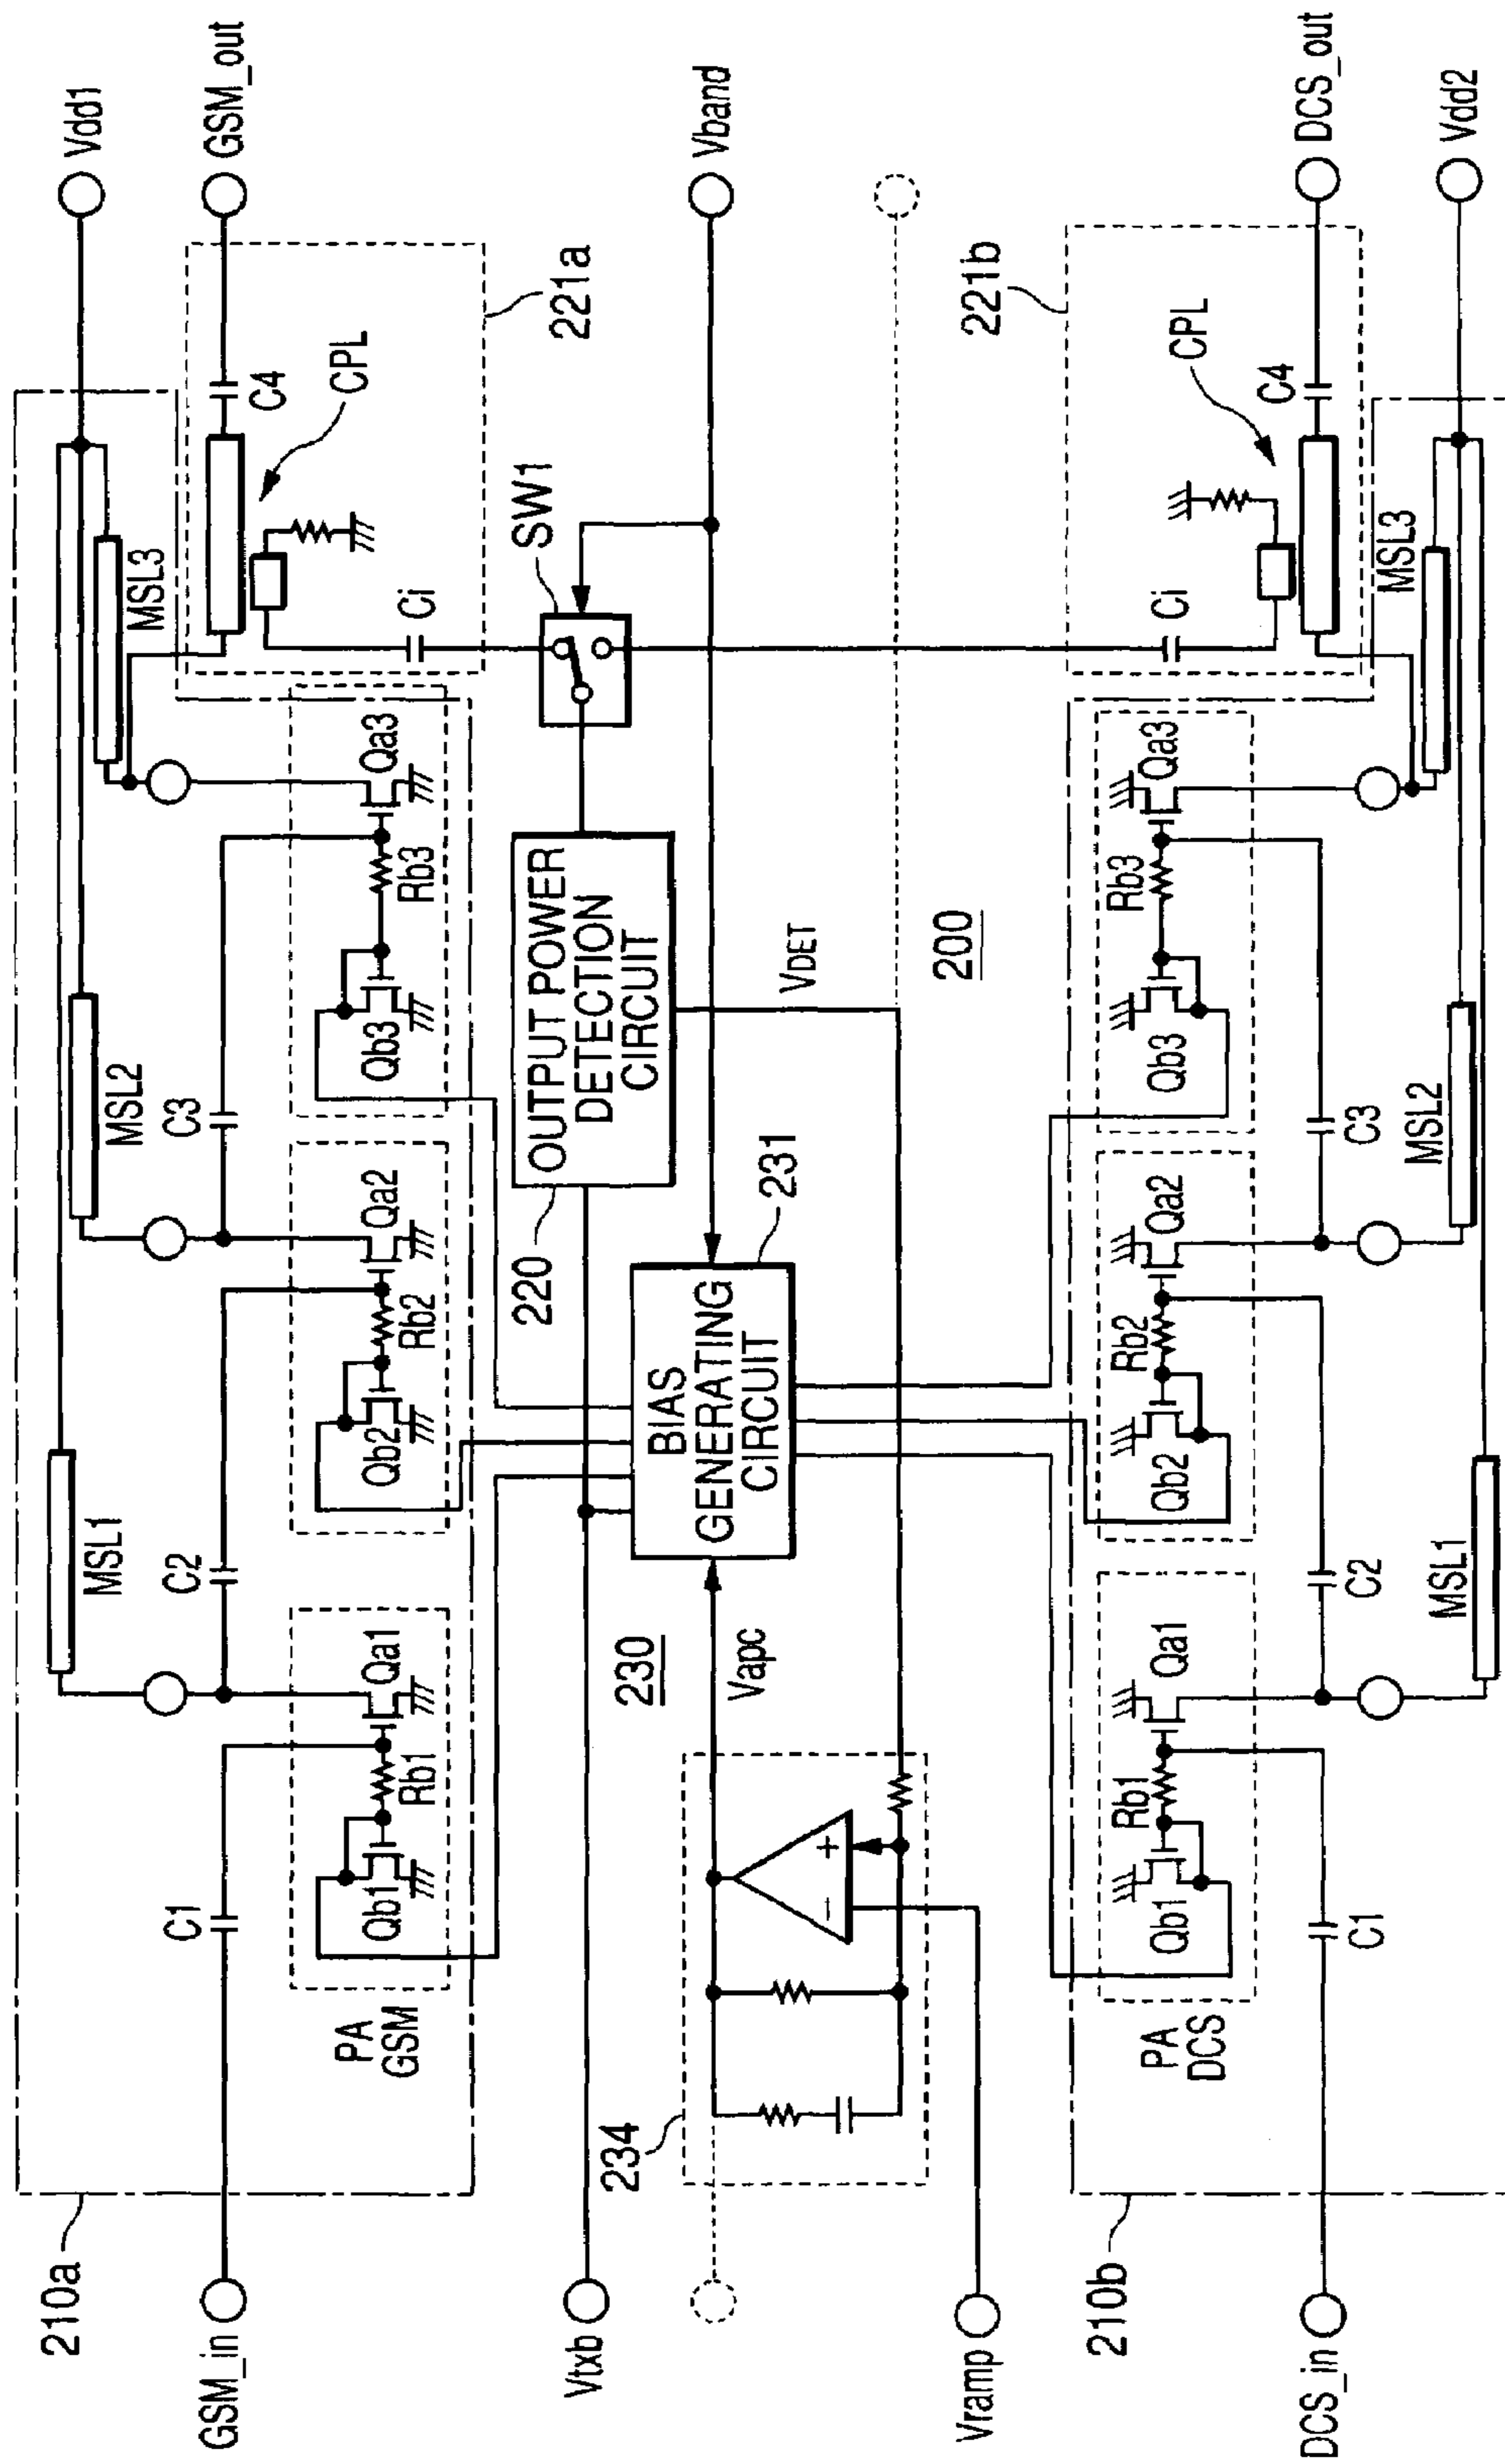 Vdd1
GSM_out
Vband
DCS_out
Vdd2
221a
221b
C4
CPL
CPL
C4
MSL3
SW1
Ci
Ci
MSL3
Qa3
Rb3
Qb3
OUTPUT POWER
DETECTION
CIRCUIT
VDET
200
Qa3
Rb3
Qb3
MSL2
C3
C3
MSL2
Qa2
Rb2
Qb2
220
231
BIAS
GENERATING
CIRCUIT
Qa2
Rb2
Qb2
MSL1
C2
C2
MSL1
Qa1
Rb1
Qb1
230
Vapc
+
−
Qa1
Rb1
Qb1
C1
C1
PA
GSM
234
PA
DCS
210a
210b
GSM_in
Vtxb
Vramp
DCS_in